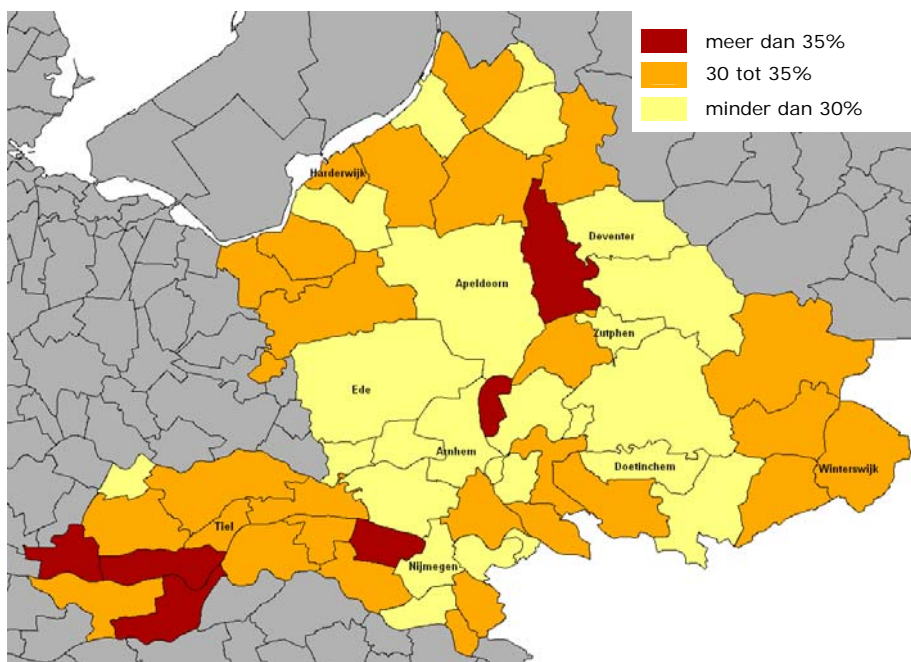 meer dan 35%
30 tot 35%
minder dan 30%
Harderwijk
Deventer
Apeldoorn
Zutphen
Ede
Arnhem
Doetinchem
Winterswijk
Tiel
Nijmegen